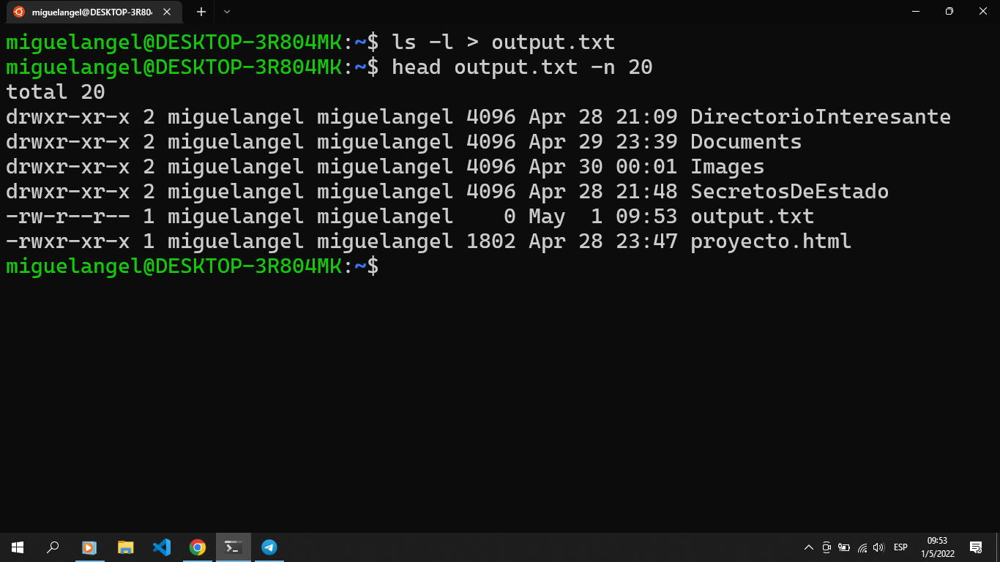 miguelangel@DESKTOP-3R804
miguelangel@DESKTOP-3R804MK:~$ ls -l > output.txt
miguelangel@DESKTOP-3R804MK:~$ head output.txt -n 20
total 20
drwxr-xr-x 2 miguelangel miguelangel 4096 Apr 28 21:09 DirectorioInteresante
drwxr-xr-x 2 miguelangel miguelangel 4096 Apr 29 23:39 Documents
drwxr-xr-x 2 miguelangel miguelangel 4096 Apr 30 00:01 Images
drwxr-xr-x 2 miguelangel miguelangel 4096 Apr 28 21:48 SecretosDeEstado
-rw-r--r-- 1 miguelangel miguelangel    0 May  1 09:53 output.txt
-rwxr-xr-x 1 miguelangel miguelangel 1802 Apr 28 23:47 proyecto.html
miguelangel@DESKTOP-3R804MK:~$
ESP
09:53
1/5/2022